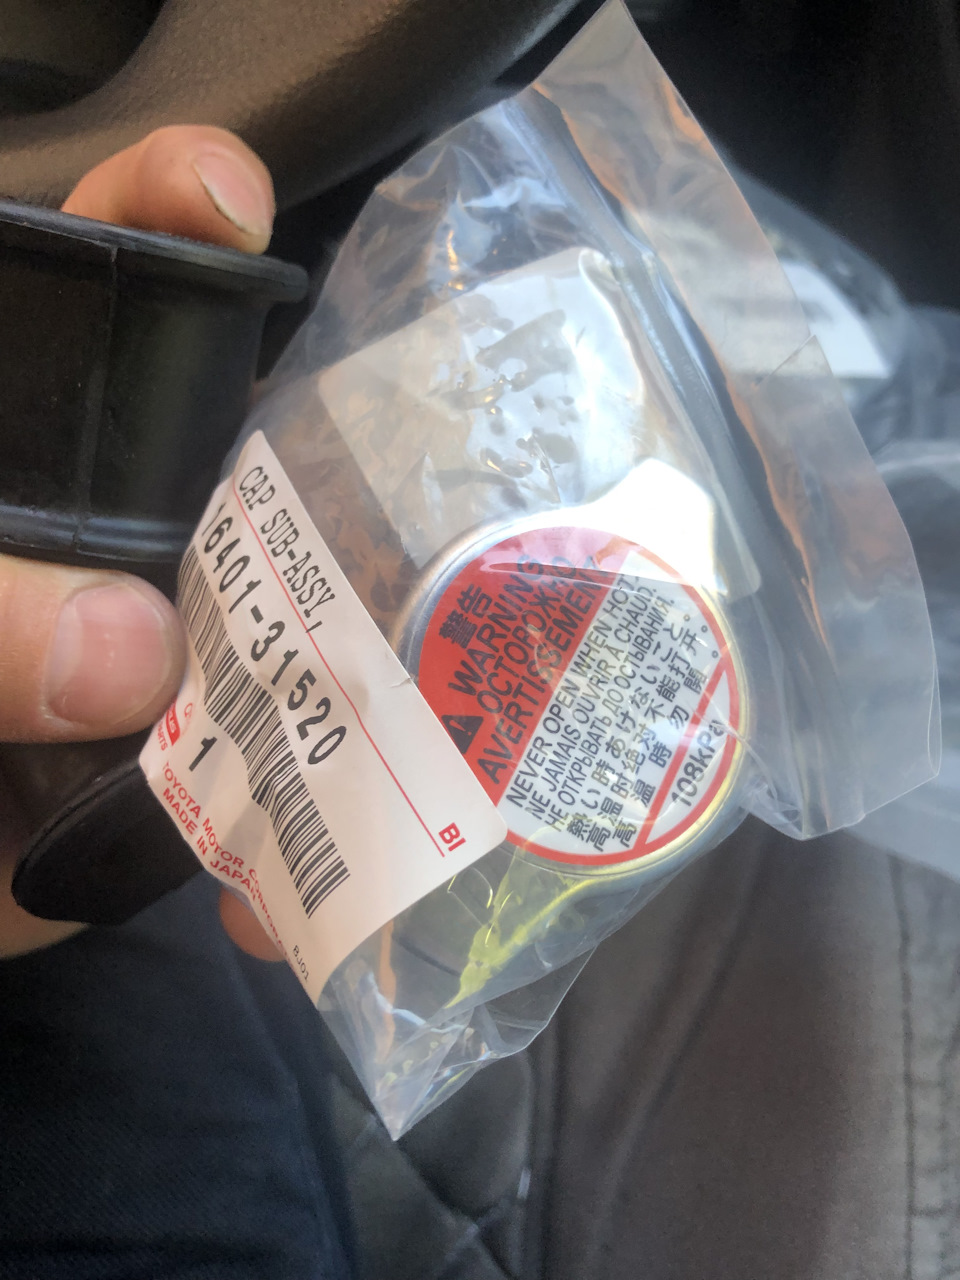 CAP SUB-ASSY,
16401-31520
BI
1
TOYOTA MOTOR CORPORA
MADE IN JAPAN
8J01
警告
WARNING
AVERTISSEMENT
NEVER OPEN WHEN HOT.
NE JAMAIS OUVRIR À CHAUD.
НЕ ОТКРЫВАТЬ ДО ОСТЫВАНИЯ.
熱い時あけないこと。
高温时绝对不能打开。
高溫時勿開。
108kPa